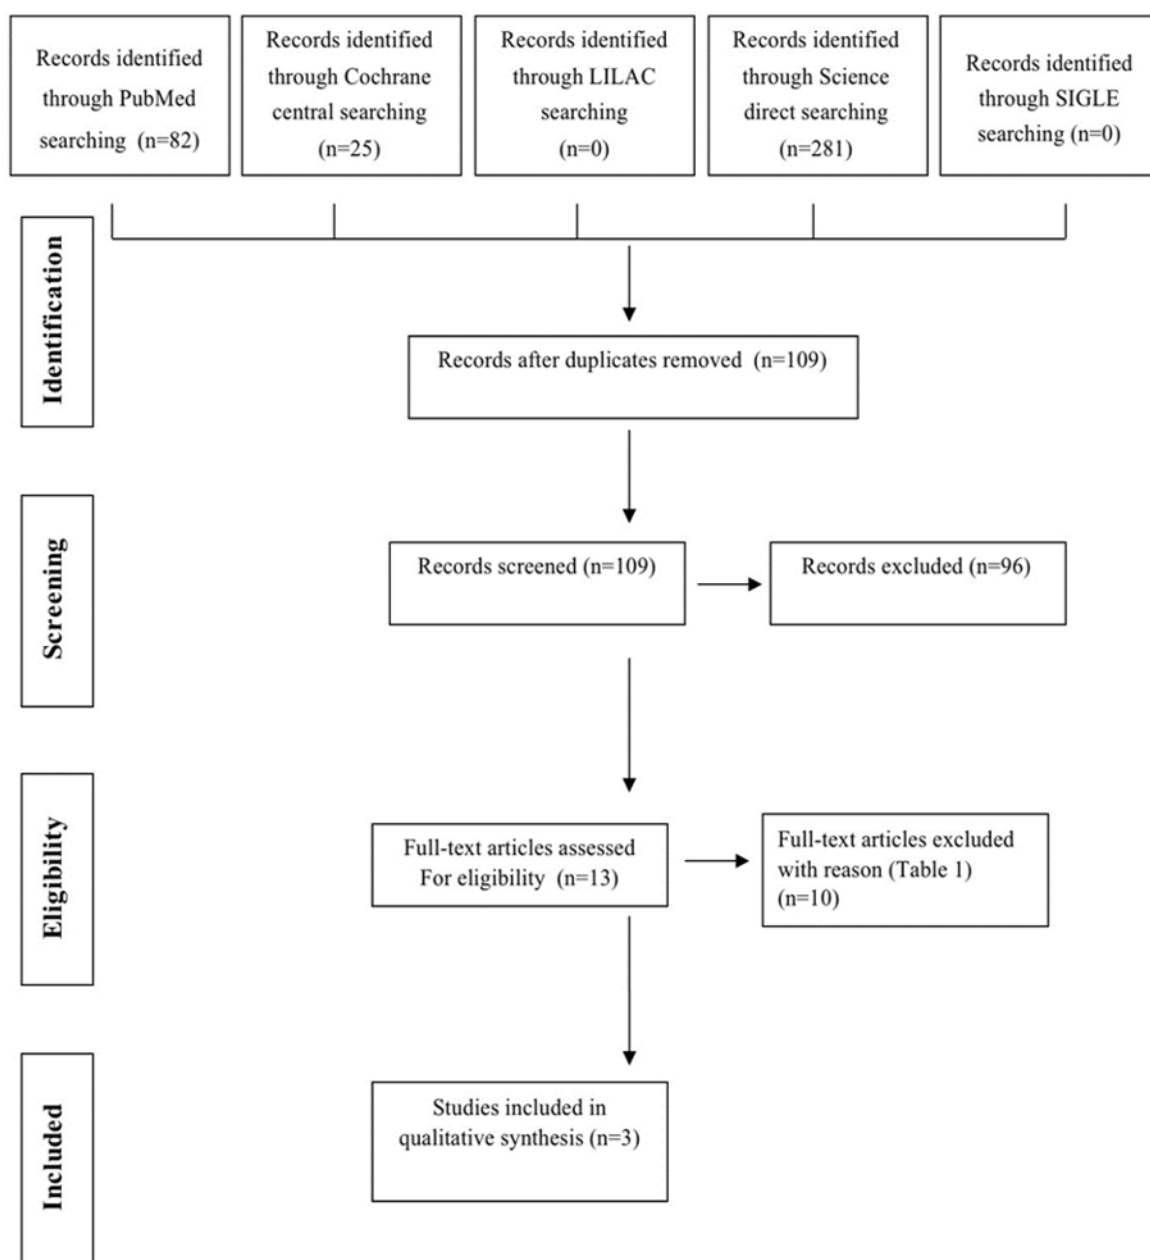 Records identified
through PubMed
searching (n=82)
Records identified
through Cochrane
central searching
(n=25)
Records identified
through LILAC
searching
(n=0)
Records identified
through Science
direct searching
(n=281)
Records identified
through SIGLE
searching (n=0)
Identification
Records after duplicates removed (n=109)
Screening
Records screened (n=109)
Records excluded (n=96)
Eligibility
Full-text articles assessed
For eligibility (n=13)
Full-text articles excluded
with reason (Table 1)
(n=10)
Included
Studies included in
qualitative synthesis (n=3)